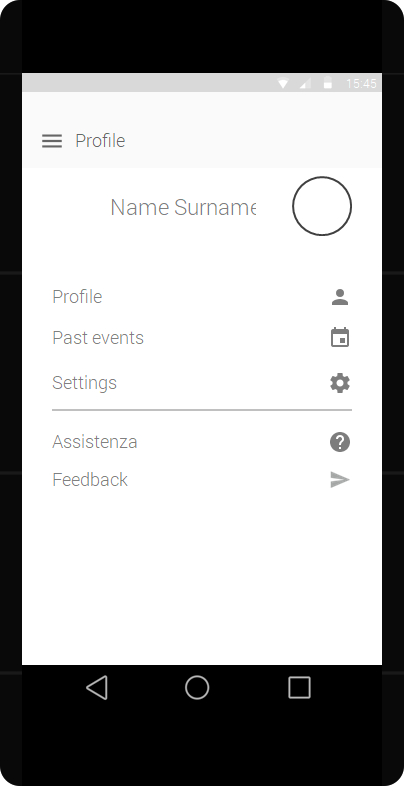 15:45
Profile
Name Surname
Profile
Past events
Settings
Assistenza
Feedback